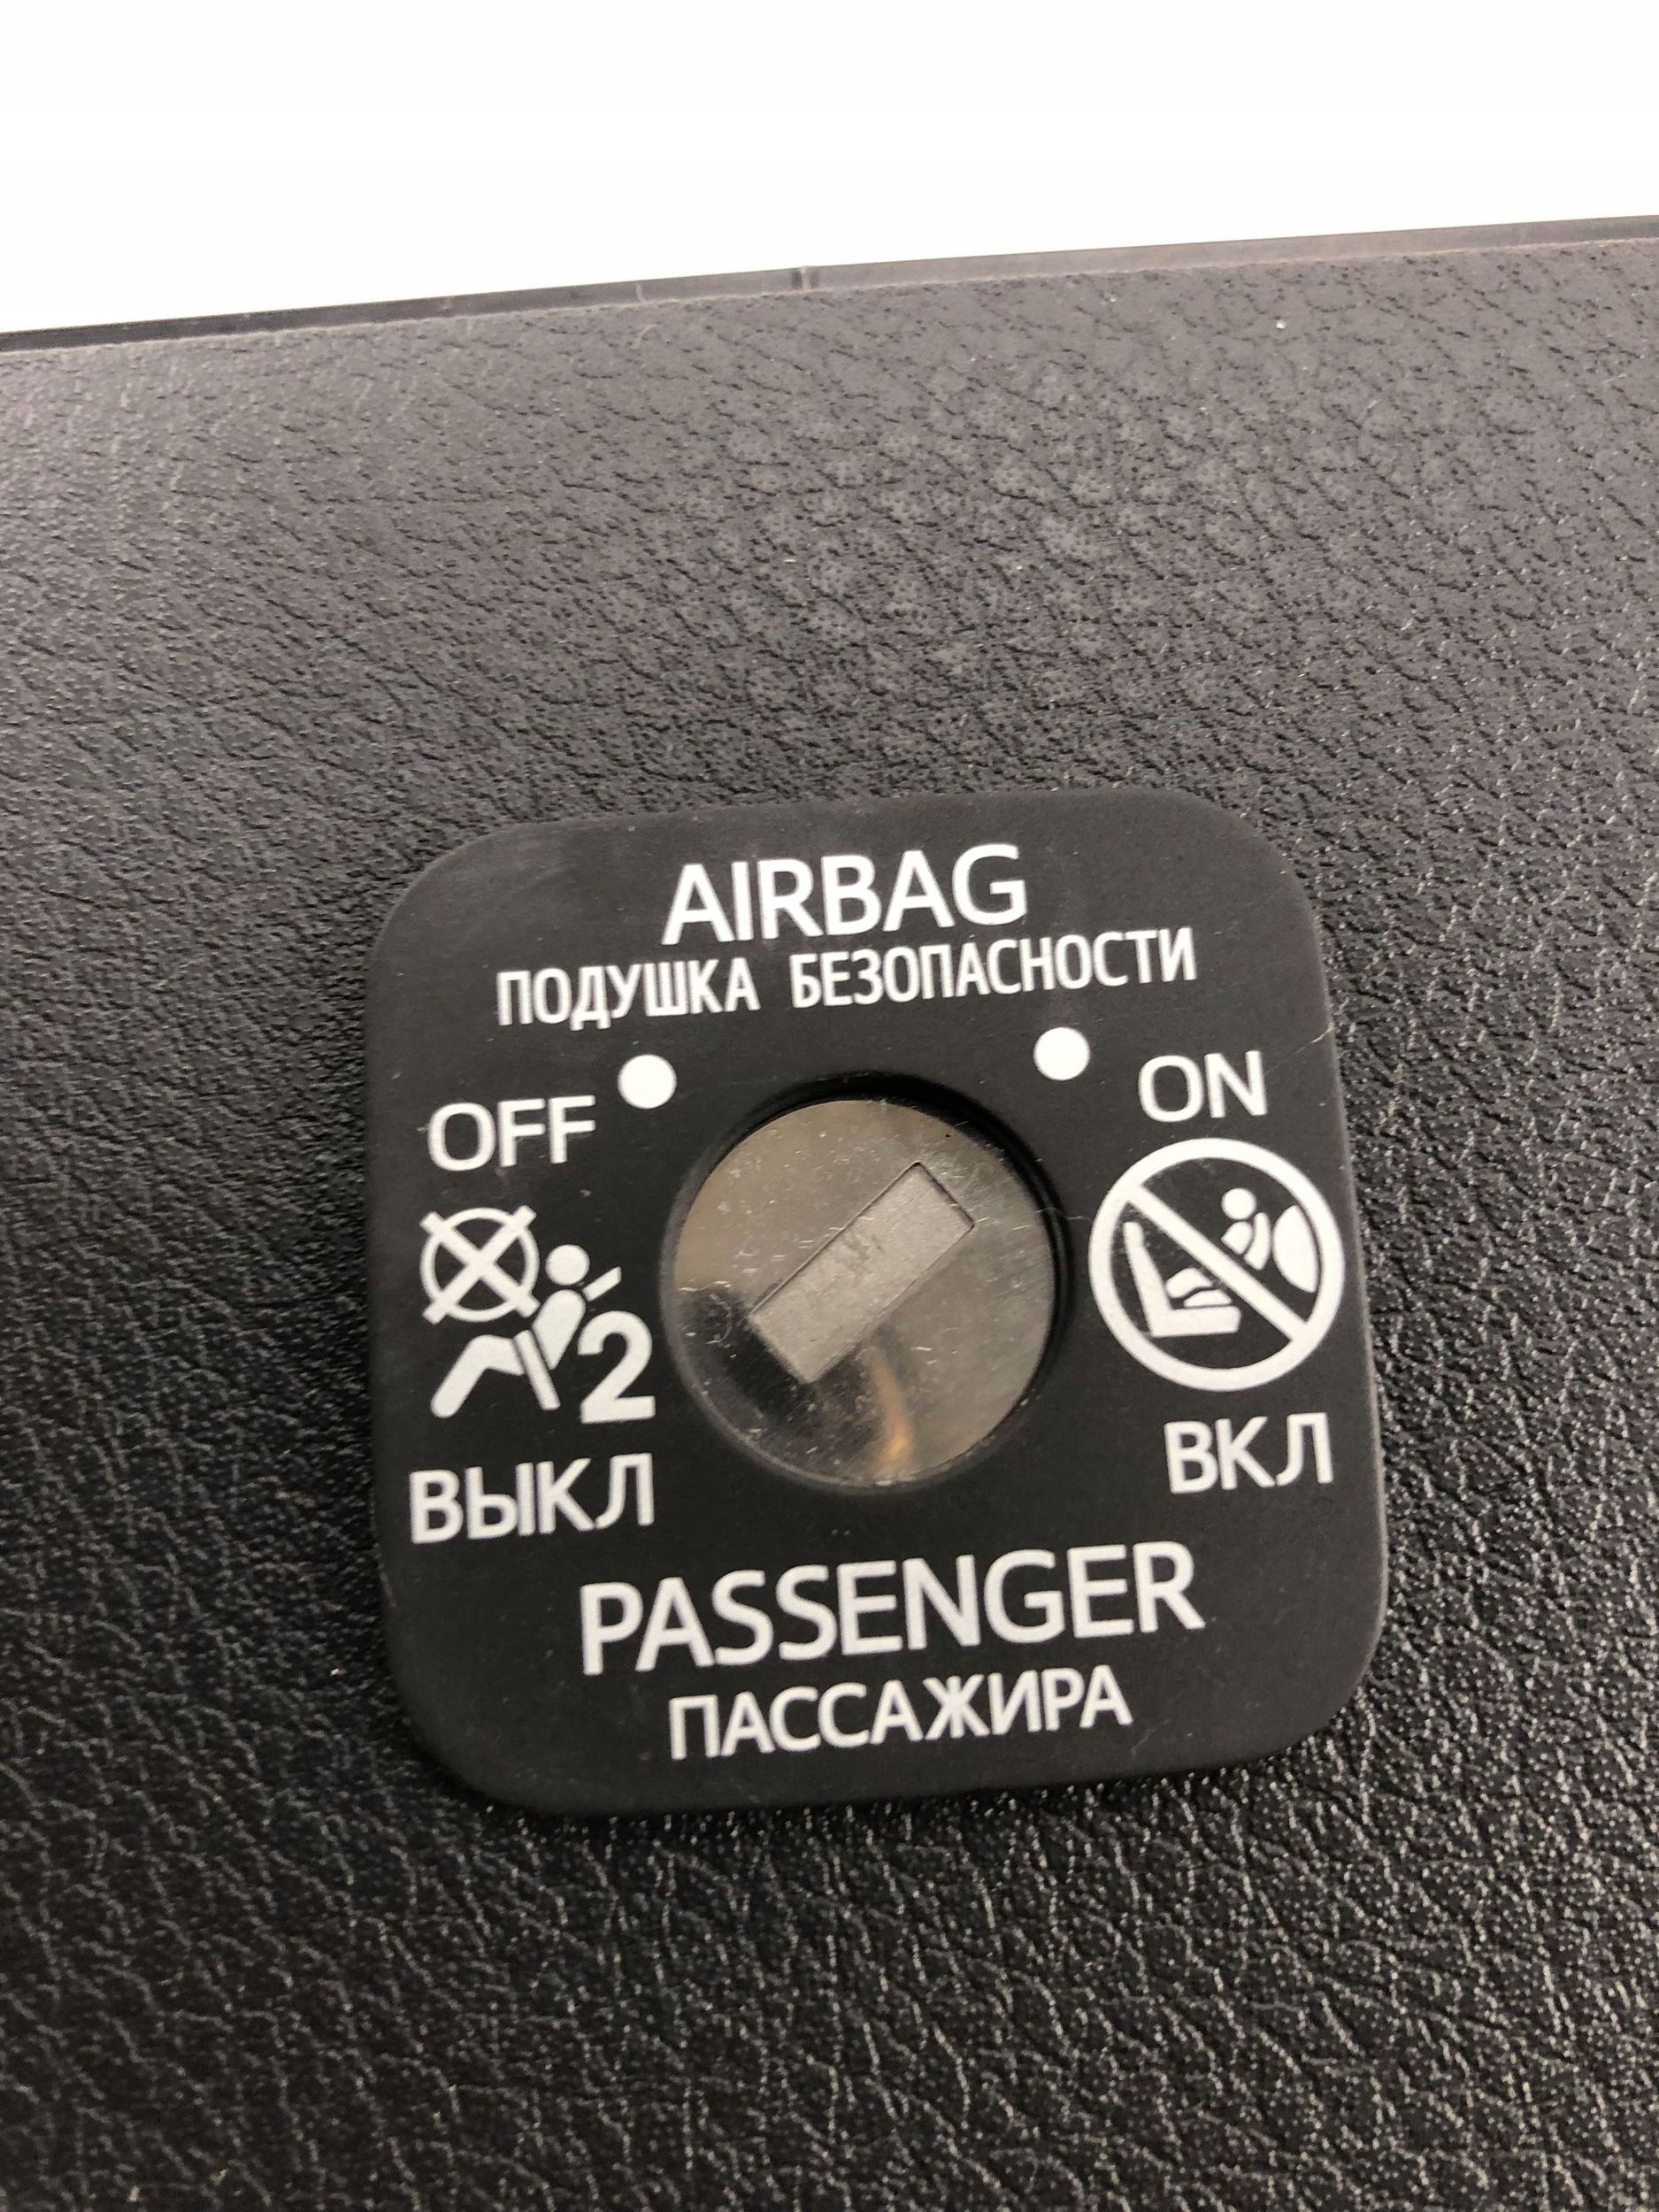 AIRBAG
ПОДУШКА БЕЗОПАСНОСТИ
OFF
ON
2
ВЫКЛ
ВКЛ
PASSENGER
ПАССАЖИРА